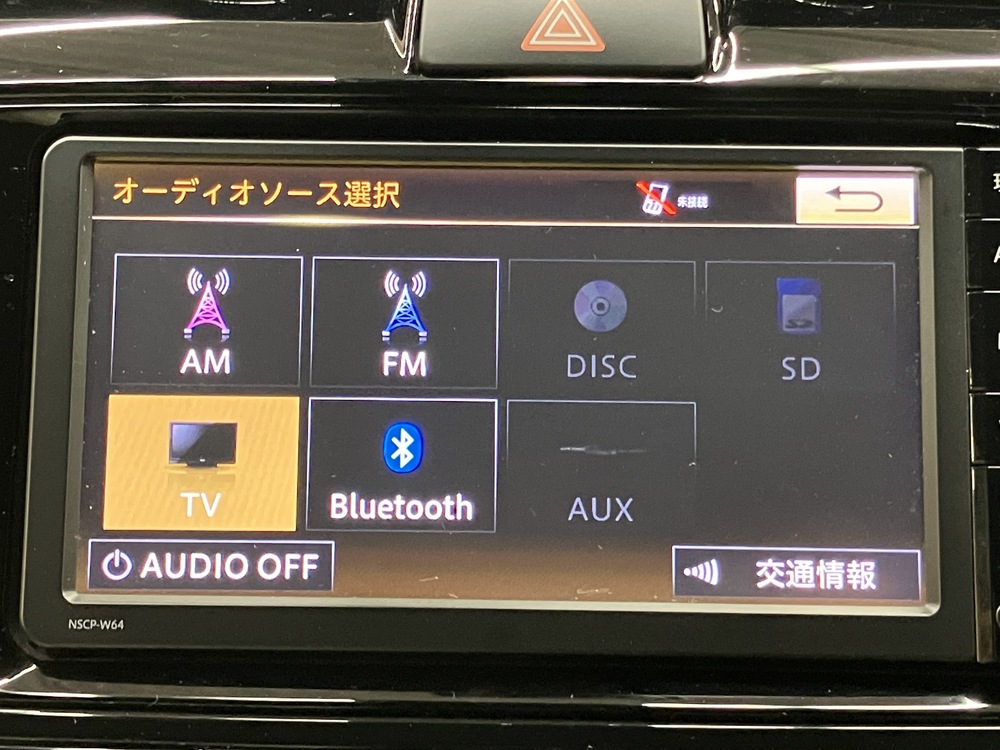 オーディオソース選択
未接続
AM
FM
DISC
SD
TV
Bluetooth
AUX
AUDIO OFF
交通情報
NSCP-W64